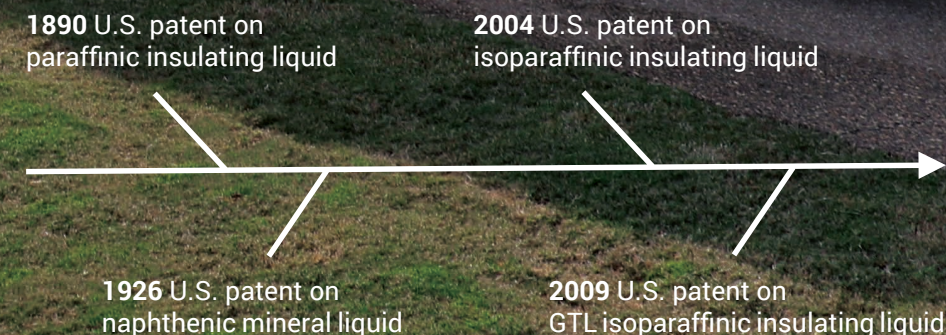 1890 U.S. patent on
paraffinic insulating liquid
2004 U.S. patent on
isoparaffinic insulating liquid
1926 U.S. patent on
naphthenic mineral liquid
2009 U.S. patent on
GTL isoparaffinic insulating liquid